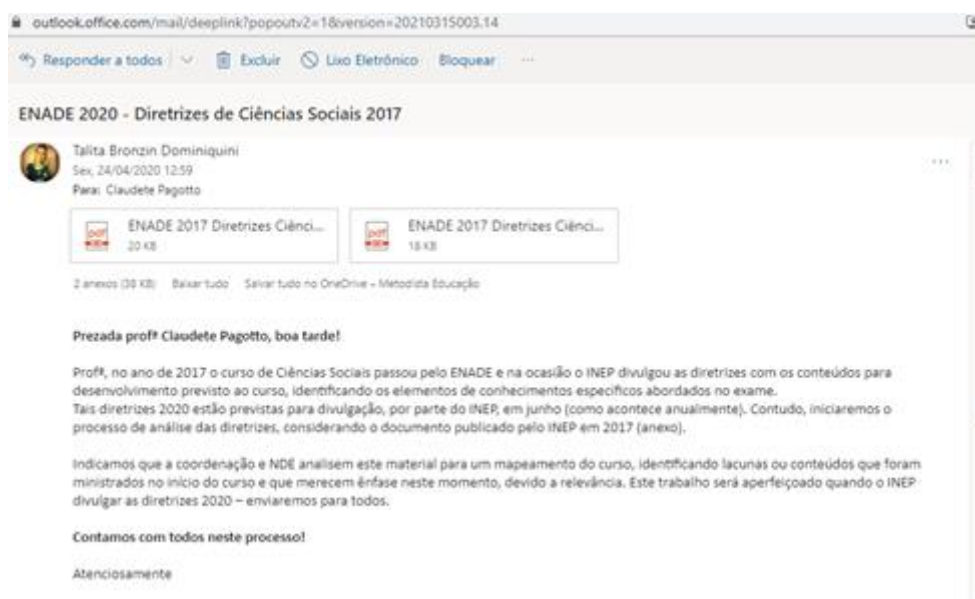 outlook.office.com/mail/deeplink?popoutv2=1&version=20210315003.14
Responder a todos Excluir Lixo Eletrônico Bloquear ...
ENADE 2020 - Diretrizes de Ciências Sociais 2017
Talita Bronzin Dominiquini
Sex, 24/04/2020 12:59
Para: Claudete Pagotto
ENADE 2017 Diretrizes Ciênci... ENADE 2017 Diretrizes Ciênci...
20 KB 18 KB
2 anexos (38 KB) Baixar tudo Salvar tudo no OneDrive - Metodista Educação
Prezada profª Claudete Pagotto, boa tarde!
Profª, no ano de 2017 o curso de Ciências Sociais passou pelo ENADE e na ocasião o INEP divulgou as diretrizes com os conteúdos para
desenvolvimento previsto ao curso, identificando os elementos de conhecimentos específicos abordados no exame.
Tais diretrizes 2020 estão previstas para divulgação, por parte do INEP, em junho (como acontece anualmente). Contudo, iniciaremos o
processo de análise das diretrizes, considerando o documento publicado pelo INEP em 2017 (anexo).
Indicamos que a coordenação e NDE analisem este material para um mapeamento do curso, identificando lacunas ou conteúdos que foram
ministrados no início do curso e que merecem ênfase neste momento, devido a relevância. Este trabalho será aperfeiçoado quando o INEP
divulgar as diretrizes 2020 – enviaremos para todos.
Contamos com todos neste processo!
Atenciosamente